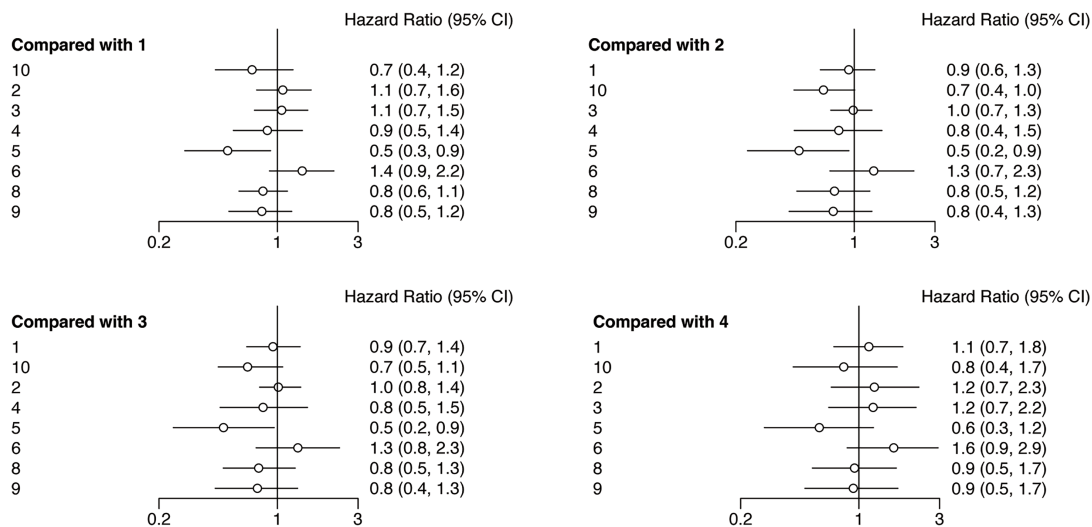 Hazard Ratio (95% CI)
Compared with 1
10 0.7 (0.4, 1.2)
2 1.1 (0.7, 1.6)
3 1.1 (0.7, 1.5)
4 0.9 (0.5, 1.4)
5 0.5 (0.3, 0.9)
6 1.4 (0.9, 2.2)
8 0.8 (0.6, 1.1)
9 0.8 (0.5, 1.2)
0.2 1 3
Hazard Ratio (95% CI)
Compared with 2
1 0.9 (0.6, 1.3)
10 0.7 (0.4, 1.0)
3 1.0 (0.7, 1.3)
4 0.8 (0.4, 1.5)
5 0.5 (0.2, 0.9)
6 1.3 (0.7, 2.3)
8 0.8 (0.5, 1.2)
9 0.8 (0.4, 1.3)
0.2 1 3
Hazard Ratio (95% CI)
Compared with 3
1 0.9 (0.7, 1.4)
10 0.7 (0.5, 1.1)
2 1.0 (0.8, 1.4)
4 0.8 (0.5, 1.5)
5 0.5 (0.2, 0.9)
6 1.3 (0.8, 2.3)
8 0.8 (0.5, 1.3)
9 0.8 (0.4, 1.3)
0.2 1 3
Hazard Ratio (95% CI)
Compared with 4
1 1.1 (0.7, 1.8)
10 0.8 (0.4, 1.7)
2 1.2 (0.7, 2.3)
3 1.2 (0.7, 2.2)
5 0.6 (0.3, 1.2)
6 1.6 (0.9, 2.9)
8 0.9 (0.5, 1.7)
9 0.9 (0.5, 1.7)
0.2 1 3